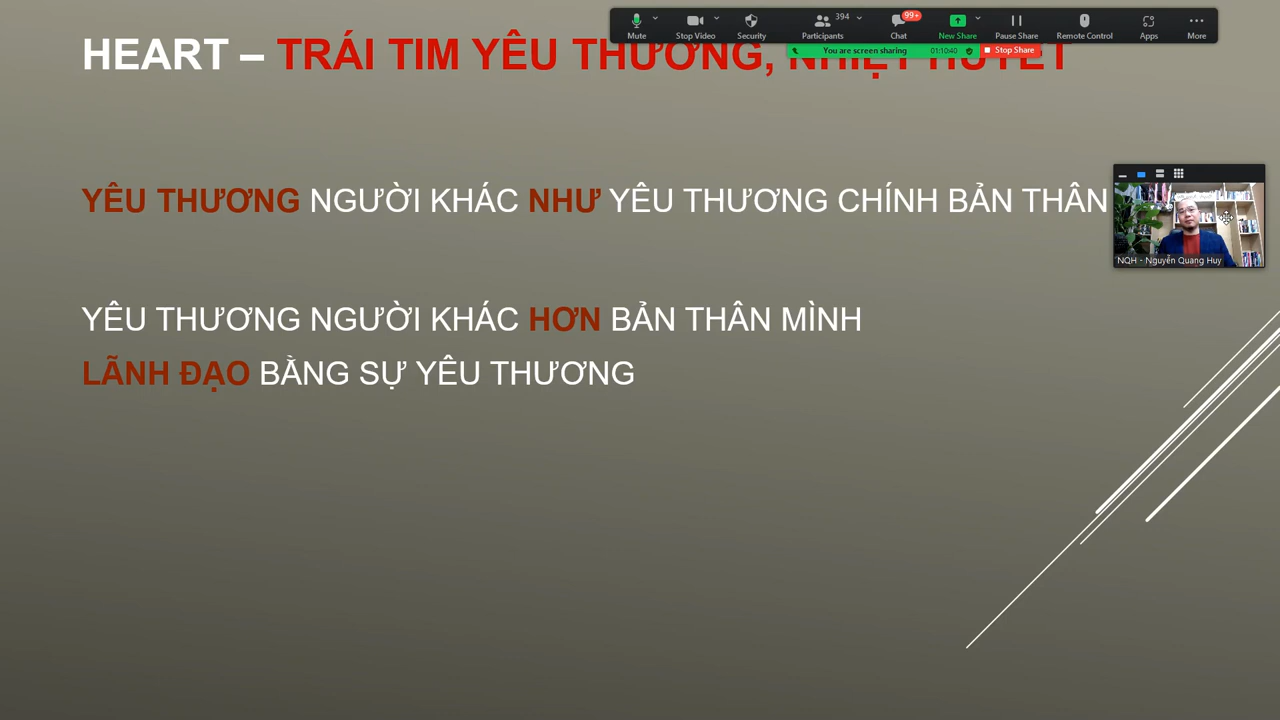 394
99+
Mute
Stop Video
Security
Participants
Chat
New Share
Pause Share
Remote Control
Apps
More
You are screen sharing
01:10:40
Stop Share
HEART – TRÁI TIM YÊU THƯƠNG, NHIỆT HUYẾT
YÊU THƯƠNG NGƯỜI KHÁC NHƯ YÊU THƯƠNG CHÍNH BẢN THÂN
NQH - Nguyễn Quang Huy
YÊU THƯƠNG NGƯỜI KHÁC HƠN BẢN THÂN MÌNH
LÃNH ĐẠO BẰNG SỰ YÊU THƯƠNG